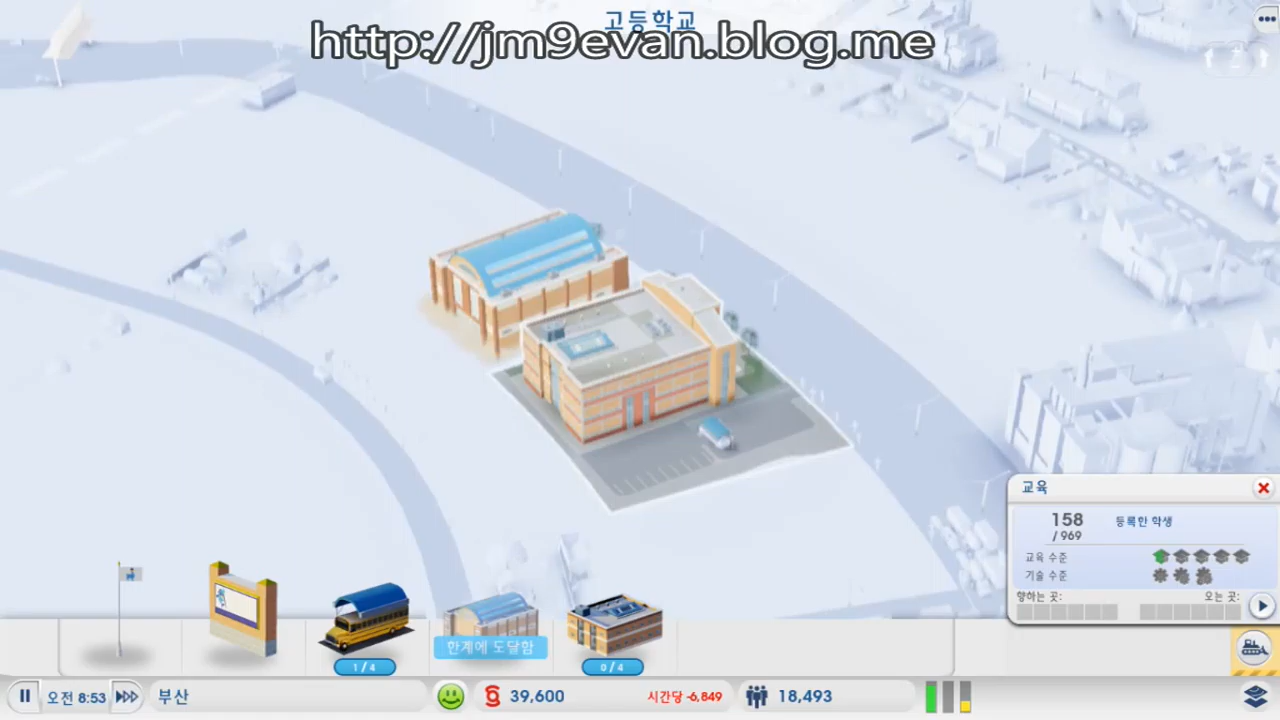 고등학교
http://jm9evan.blog.me
교육
158
/ 969
등록한 학생
교육 수준
기술 수준
향하는 곳:
오는 곳:
한계에 도달함
1 / 4
0 / 4
오전 8:53
부산
39,600
시간당 -6,849
18,493